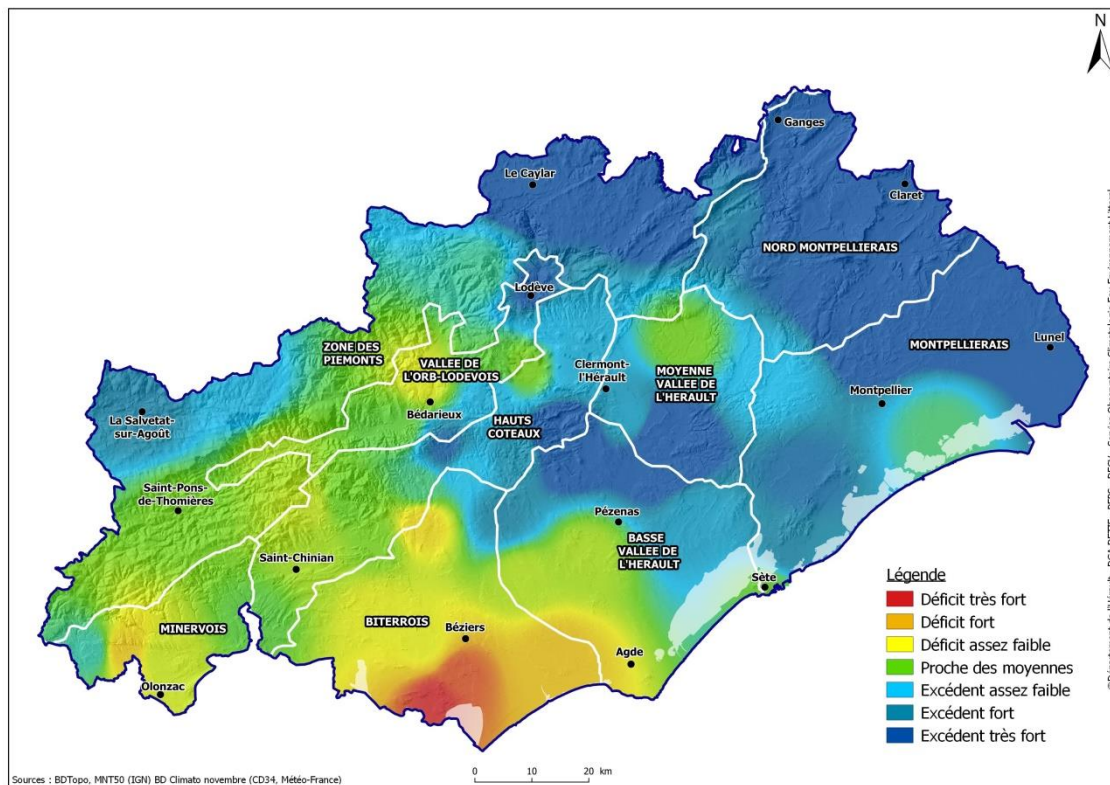 N
Ganges
Le Caylar
Claret
NORD MONTPELLIERAIS
Lodève
MONTPELLIERAIS
Lunel
ZONE DES
PIEMONTS
VALLEE DE
L'ORB-LODEVOIS
Clermont-
l'Hérault
MOYENNE
VALLEE DE
L'HERAULT
Montpellier
La Salvetat-
sur-Agoût
Bédarieux
HAUTS
COTEAUX
Saint-Pons-
de-Thomières
Pézenas
BASSE
VALLEE DE
L'HERAULT
Saint-Chinian
Sète
MINERVOIS
BITERROIS
Béziers
Agde
Olonzac
Légende
Déficit très fort
Déficit fort
Déficit assez faible
Proche des moyennes
Excédent assez faible
Excédent fort
Excédent très fort
Sources : BDTopo, MNT50 (IGN) BD Climato novembre (CD34, Météo-France)
0 10 20 km